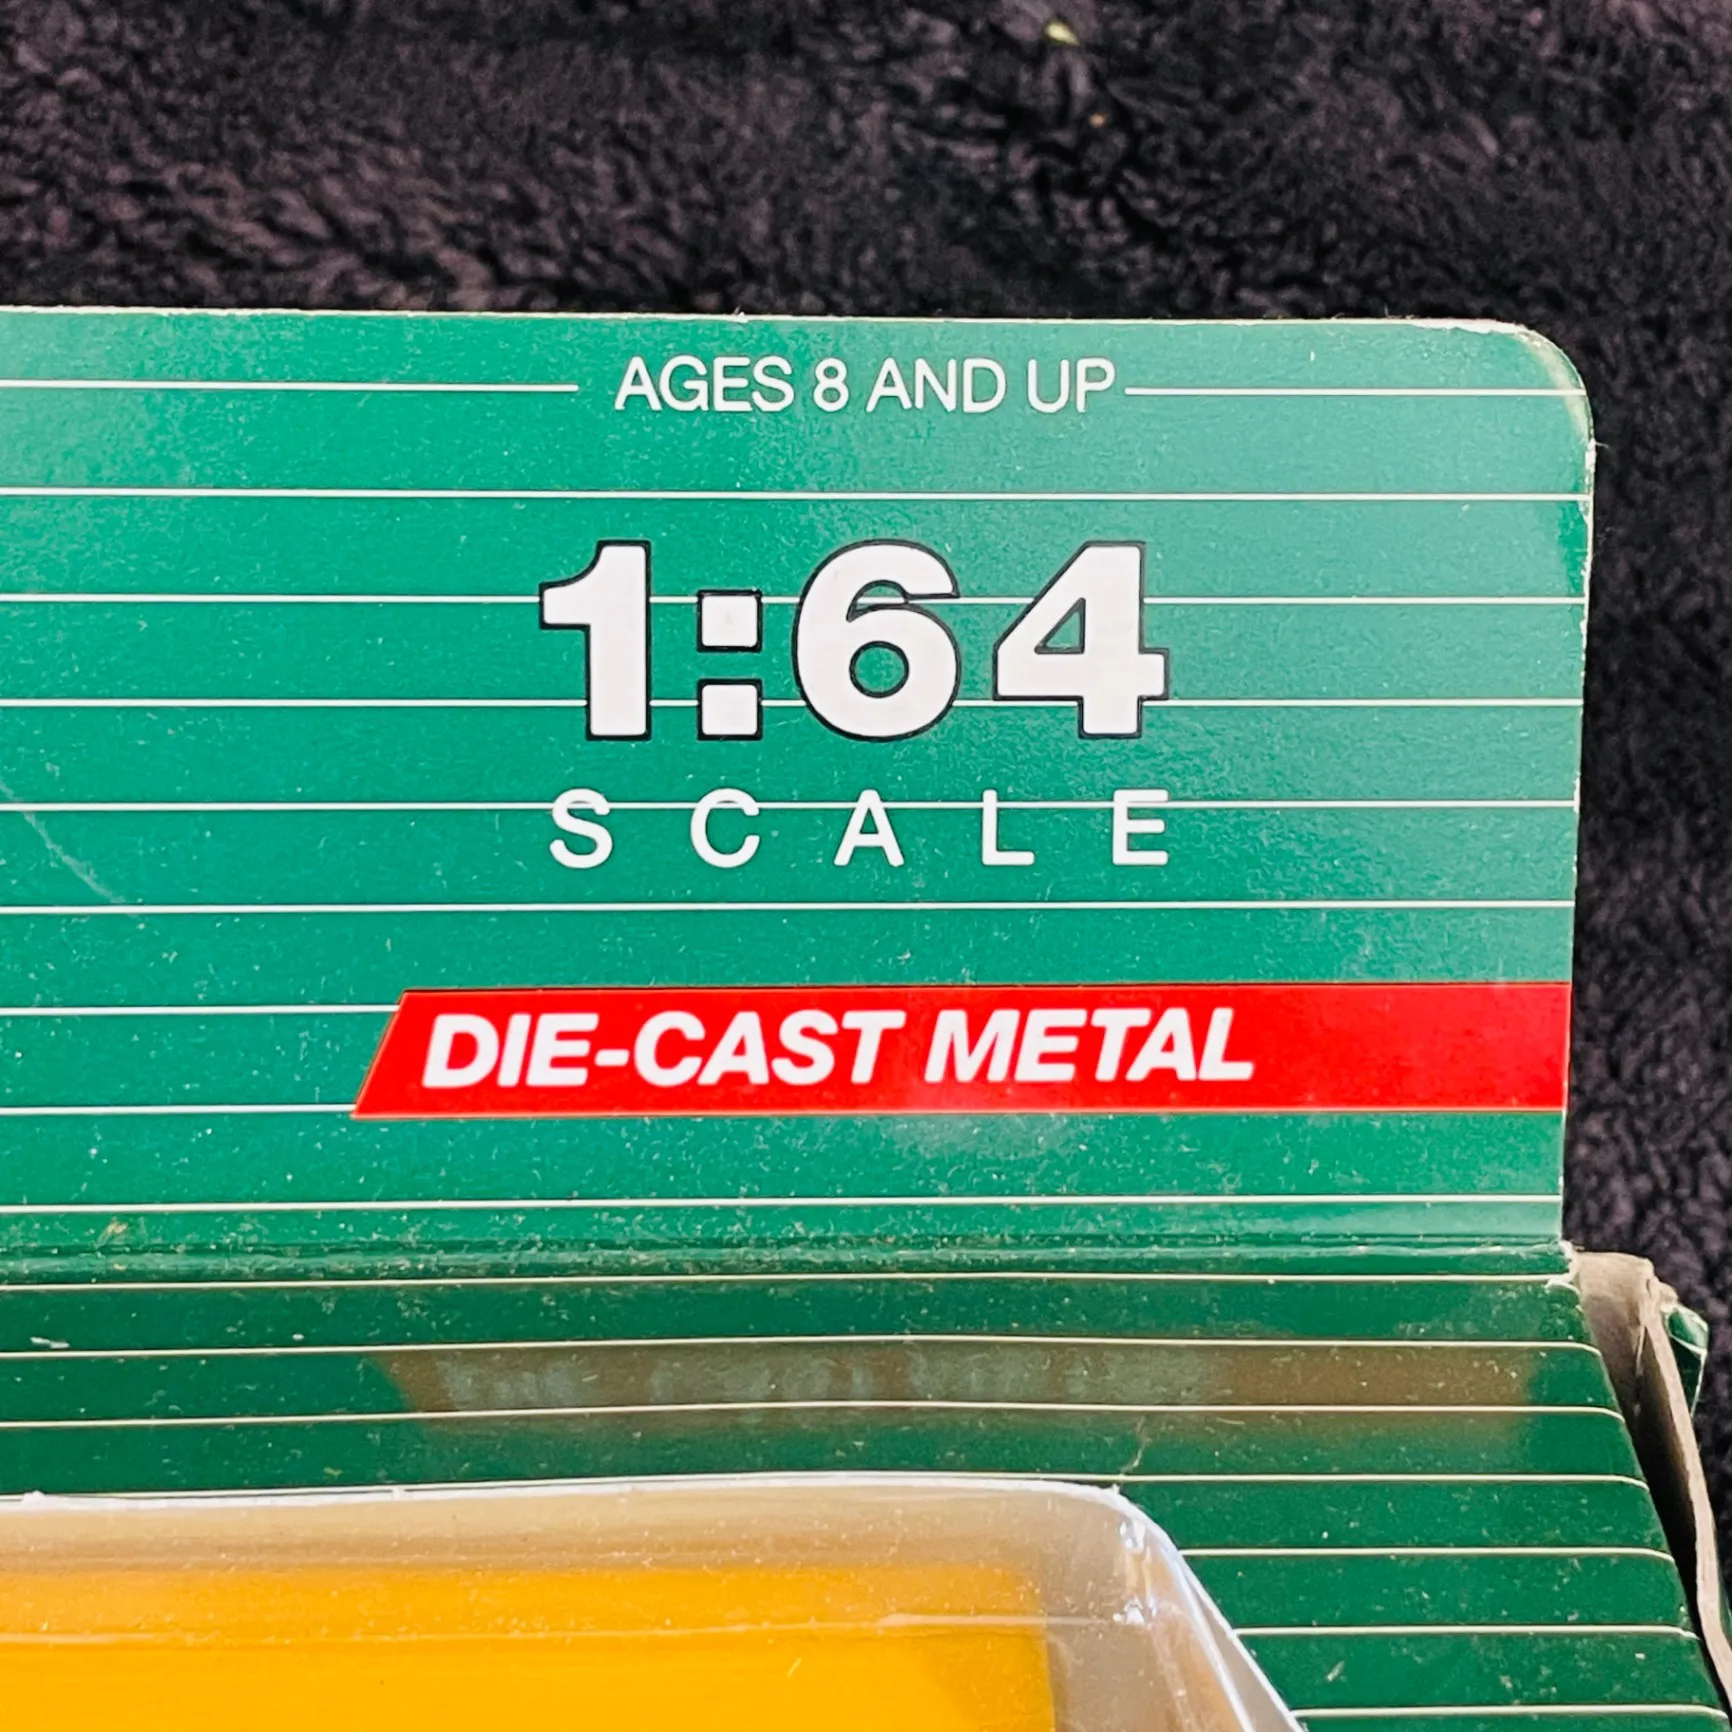 AGES 8 AND UP
1:64
SCALE
DIE-CAST METAL